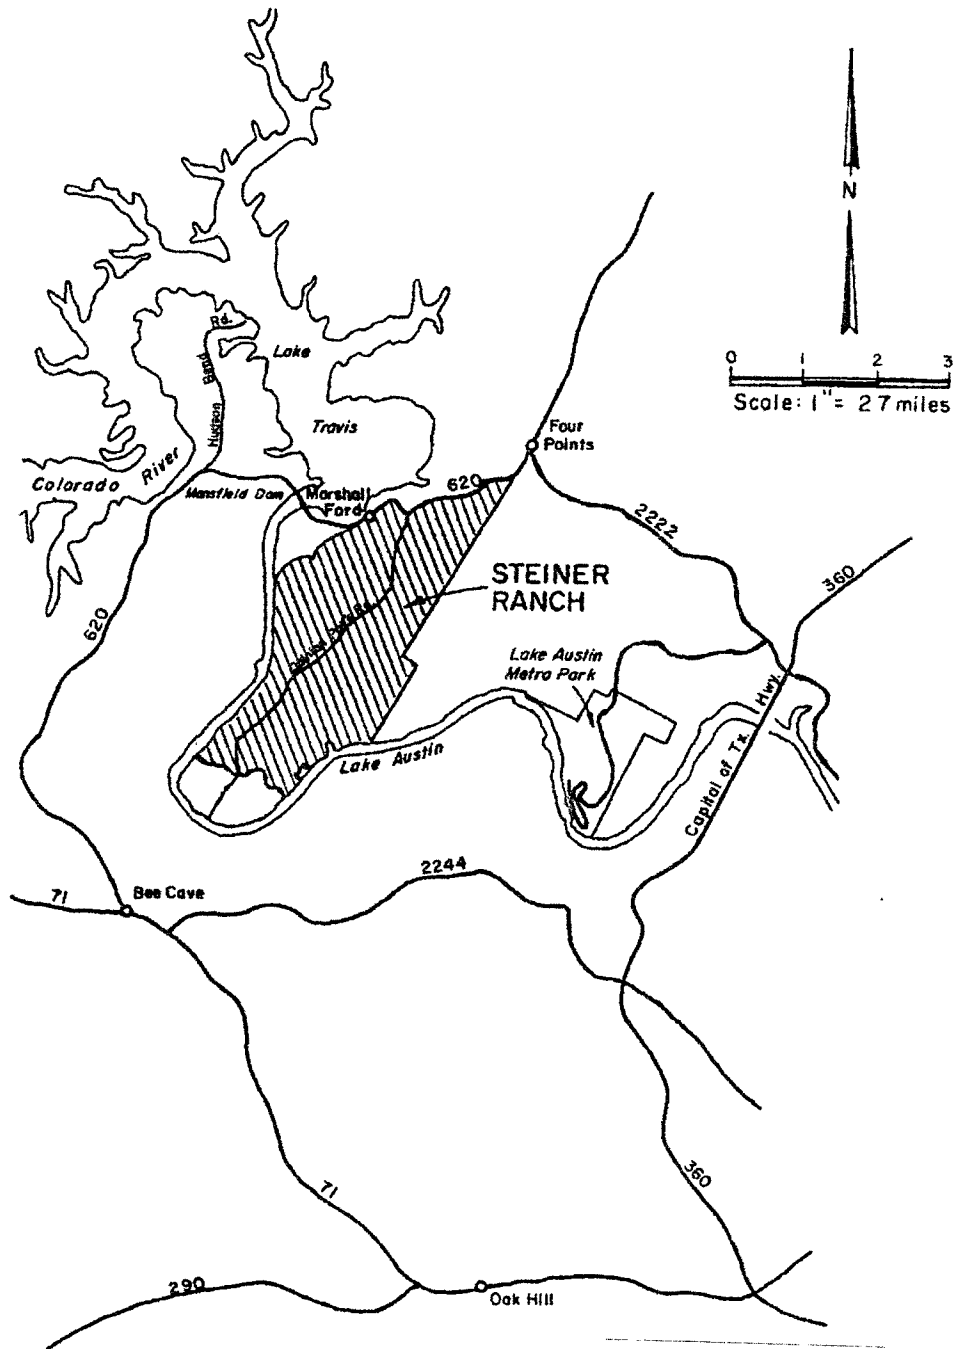 N
0 1 2 3
Scale: 1" = 2.7 miles
Rd.
Bend
Hudson
Lake
Travis
Colorado
River
Mansfield Dam
Marshall
Ford
620
Four
Points
2222
360
STEINER
RANCH
620
Lake Austin
Metro Park
Lake Austin
Capital of Tx. Hwy.
2244
71
Bee Cave
360
71
290
Oak Hill